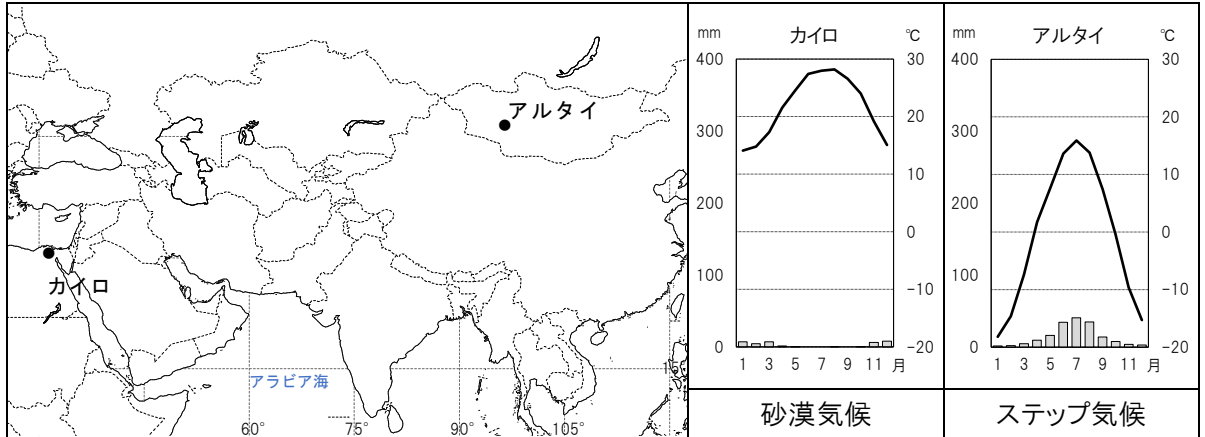 アルタイ
カイロ
アラビア海
60°
75°
90°
105°
15°
mm カイロ ℃
400 30
300 20
10
200 0
100 -10
0 -20
1 3 5 7 9 11 月
砂漠気候
mm アルタイ ℃
400 30
300 20
10
200 0
100 -10
0 -20
1 3 5 7 9 11 月
ステップ気候